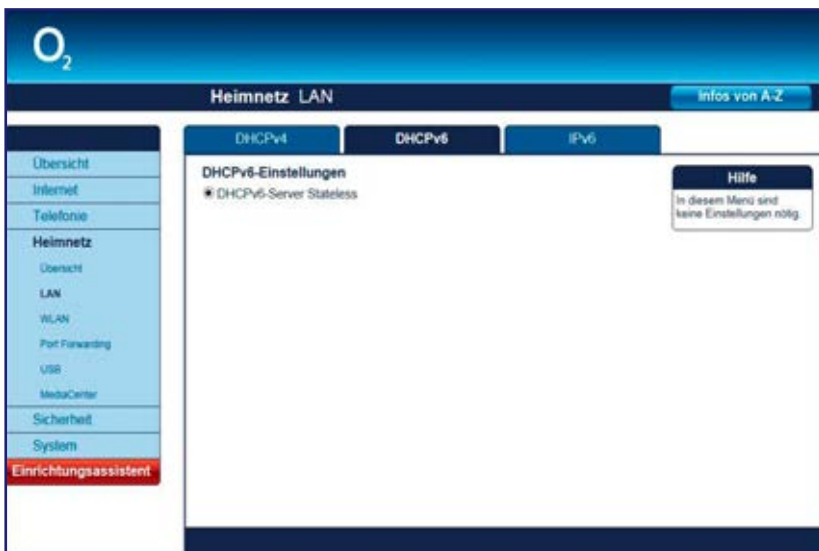 O2
Heimnetz LAN
Infos von A-Z
DHCPv4
DHCPv6
IPv6
Übersicht
Internet
Telefonie
Heimnetz
Übersicht
LAN
WLAN
Port Forwarding
USB
MediaCenter
Sicherheit
System
Einrichtungsassistent
DHCPv6-Einstellungen
DHCPv6-Server Stateless
Hilfe
In diesem Menü sind
keine Einstellungen nötig.